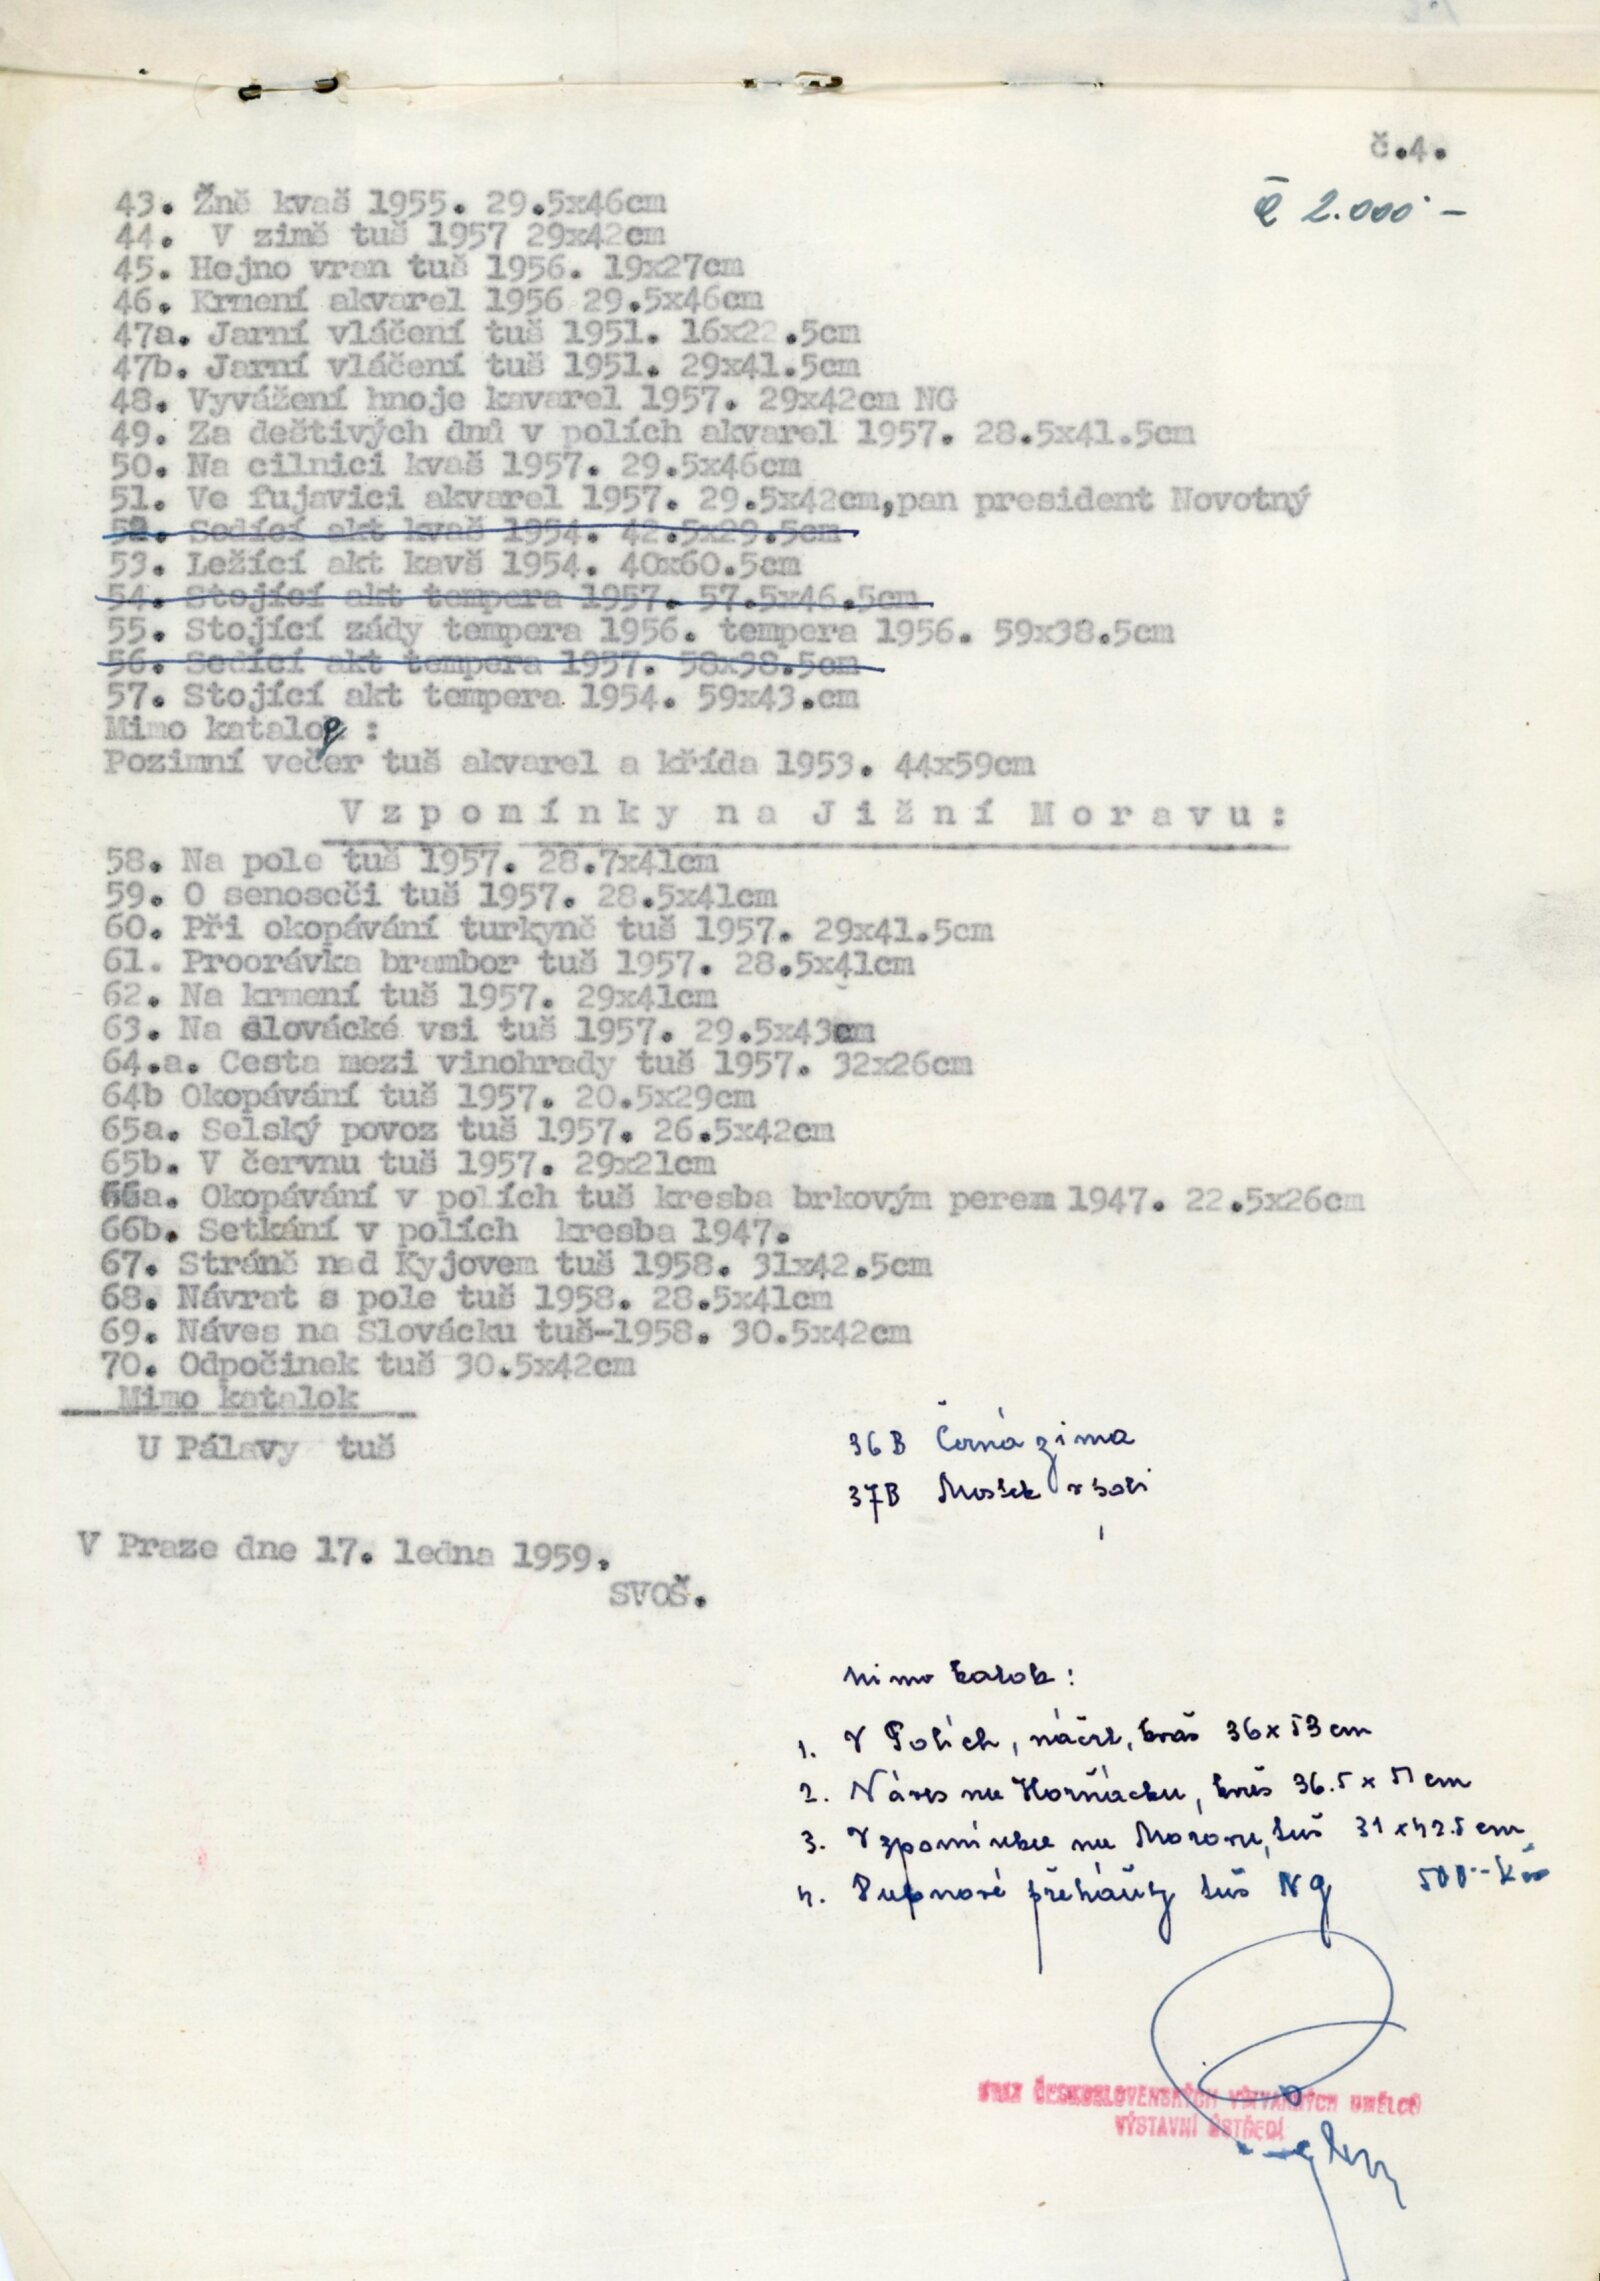 č.4.
43. Žně kvaš 1955. 29.5x46cm
2.000.-
44. V zimě tuš 1957 29x42cm
45. Hejno vran tuš 1956. 19x27cm
46. Krmení akvarel 1956 29.5x46cm
47a. Jarní vláčení tuš 1951. 16x22.5cm
47b. Jarní vláčení tuš 1951. 29x41.5cm
48. Vyvážení hnoje kavarel 1957. 29x42cm NG
49. Za deštivých dnů v polích akvarel 1957. 28.5x41.5cm
50. Na cilnici kvaš 1957. 29.5x46cm
51. Ve fujavici akvarel 1957. 29.5x42cm,pan president Novotný
52. Sedící akt kvaš 1954. 42.5x29.5cm
53. Ležící akt kavš 1954. 40x60.5cm
54. Stojící akt tempera 1957. 57.5x46.5cm
55. Stojící zády tempera 1956. tempera 1956. 59x38.5cm
56. Sedící akt tempera 1957. 58x38.5cm
57. Stojící akt tempera 1954. 59x43.cm
Mimo katalog :
Pozimní večer tuš akvarel a křída 1953. 44x59cm
Vzpomínky na Jižní Moravu:
58. Na pole tuš 1957. 28.7x41cm
59. O senoseči tuš 1957. 28.5x41cm
60. Při okopávání turkyně tuš 1957. 29x41.5cm
61. Proorávka brambor tuš 1957. 28.5x41cm
62. Na krmení tuš 1957. 29x41cm
63. Na slovácké vsi tuš 1957. 29.5x43cm
64.a. Cesta mezi vinohrady tuš 1957. 32x26cm
64b Okopávání tuš 1957. 20.5x29cm
65a. Selský povoz tuš 1957. 26.5x42cm
65b. V červnu tuš 1957. 29x21cm
66a. Okopávání v polích tuš kresba brkovým perem 1947. 22.5x26cm
66b. Setkání v polích kresba 1947.
67. Stráně nad Kyjovem tuš 1958. 31x42.5cm
68. Návrat s pole tuš 1958. 28.5x41cm
69. Náves na Slovácku tuš-1958. 30.5x42cm
70. Odpočinek tuš 30.5x42cm
Mimo katalok
U Pálavy tuš
36B Černá zima
37B Mostek
V Praze dne 17. ledna 1959.
SVOŠ.
Mimo katok:
1. V Polích, náčrt, kvaš 36x53cm
2. Náves na Horňácku, kvaš 36.5x51cm
3. Vzpomínka na Moravu, tuš 31x42.5cm
4. Dubnové přeháňky tuš NG 500.-Kčs
SVAZ ČESKOSLOVENSKÝCH VÝTVARNÝCH UMĚLCŮ
VÝSTAVNÍ ÚSTŘEDÍ